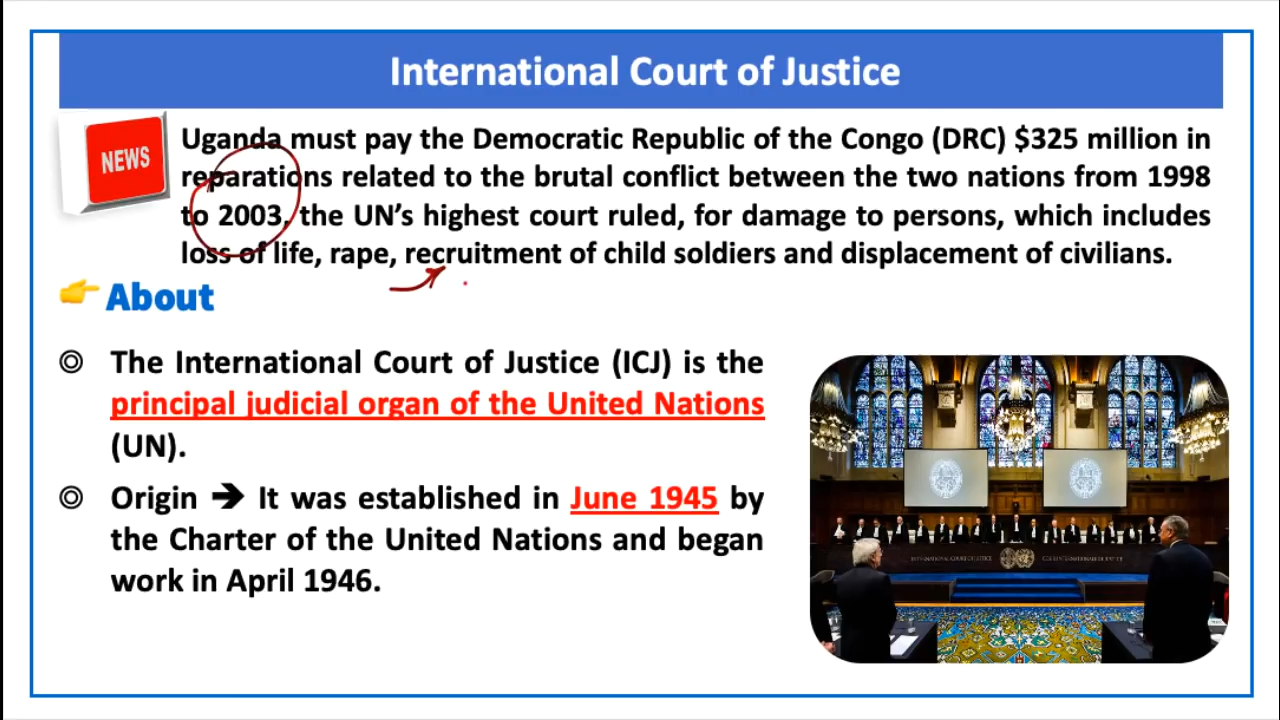 International Court of Justice
NEWS
Uganda must pay the Democratic Republic of the Congo (DRC) $325 million in
reparations related to the brutal conflict between the two nations from 1998
to 2003, the UN’s highest court ruled, for damage to persons, which includes
loss of life, rape, recruitment of child soldiers and displacement of civilians.
About
◎ The International Court of Justice (ICJ) is the
principal judicial organ of the United Nations
(UN).
◎ Origin ➔ It was established in June 1945 by
the Charter of the United Nations and began
work in April 1946.
INTERNATIONAL COURT OF JUSTICE